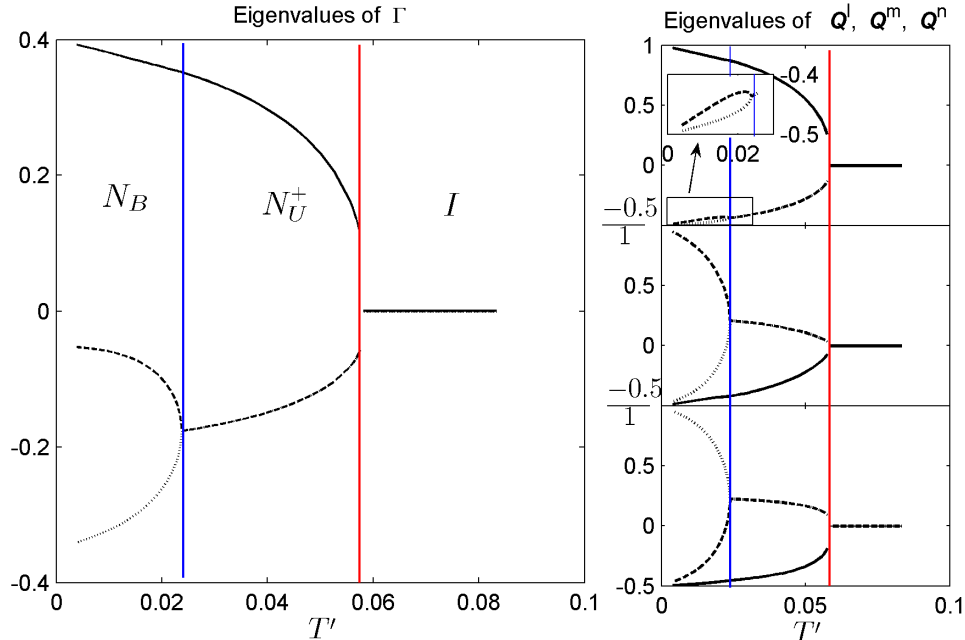 Eigenvalues of Γ
0.4
0.2
0
-0.2
-0.4
N_B
N_U^+
I
0 0.02 0.04 0.06 0.08 0.1
T′
Eigenvalues of Q^l, Q^m, Q^n
1
0.5
0
−0.5
-0.4
-0.5
0 0.02
1
0.5
0
−0.5
1
0.5
0
-0.5
0 0.05 0.1
T′